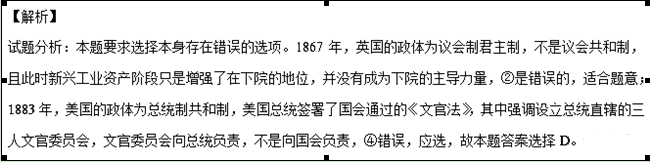 【解析】
试题分析：本题要求选择本身存在错误的选项。1867 年，英国的政体为议会制君主制，不是议会共和制，
且此时新兴工业资产阶段只是增强了在下院的地位，并没有成为下院的主导力量，②是错误的，适合题意；
1883 年，美国的政体为总统制共和制，美国总统签署了国会通过的《文官法》，其中强调设立总统直辖的三
人文官委员会，文官委员会向总统负责，不是向国会负责，④错误，应选，故本题答案选择 D。